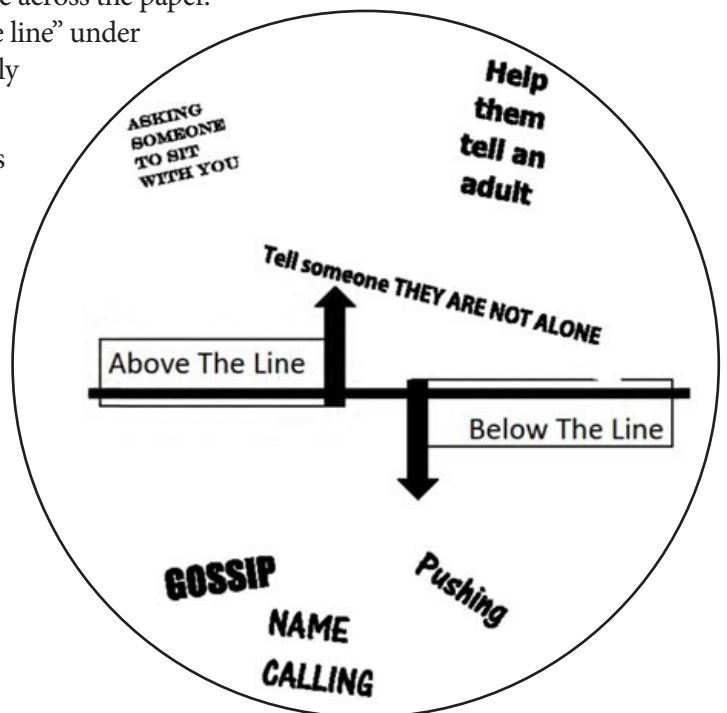 e across the paper.
e line” under
ly
s
ASKING
SOMEONE
TO SIT
WITH YOU
Help
them
tell an
adult
Tell someone THEY ARE NOT ALONE
Above The Line
Below The Line
GOSSIP
Pushing
NAME
CALLING